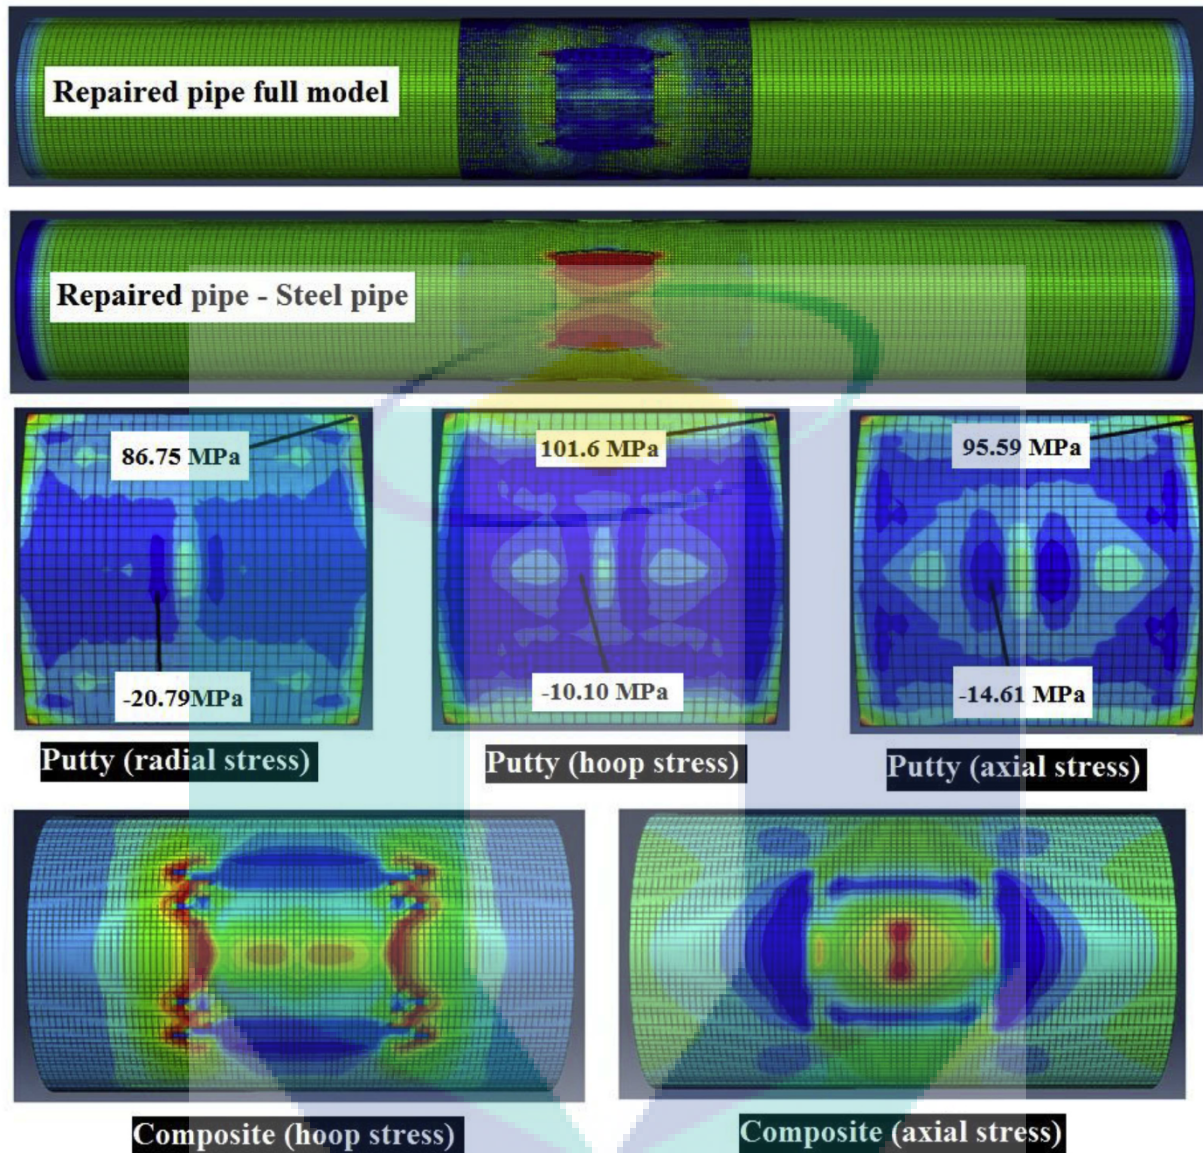 Repaired pipe full model
Repaired pipe - Steel pipe
86.75 MPa
101.6 MPa
95.59 MPa
-20.79MPa
-10.10 MPa
-14.61 MPa
Putty (radial stress)
Putty (hoop stress)
Putty (axial stress)
Composite (hoop stress)
Composite (axial stress)